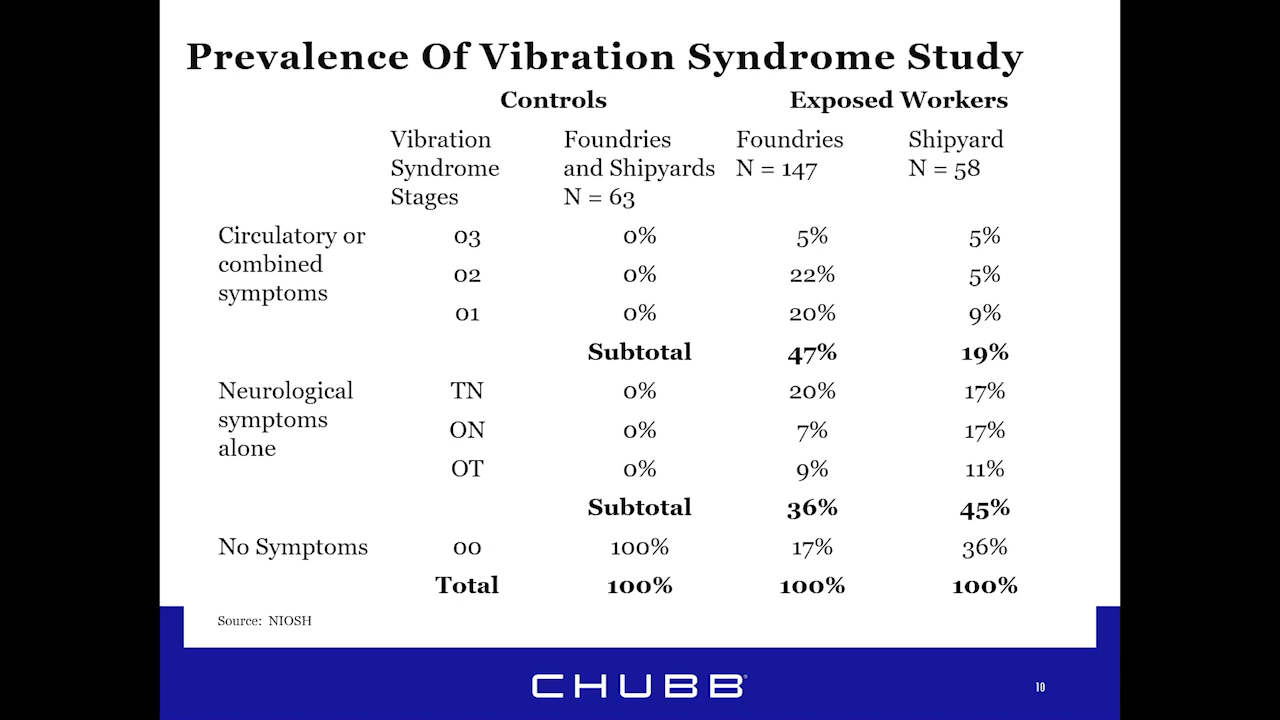 Prevalence Of Vibration Syndrome Study
Controls Exposed Workers
Vibration Foundries Foundries Shipyard
Syndrome and Shipyards N = 147 N = 58
Stages N = 63
Circulatory or 03 0% 5% 5%
combined 02 0% 22% 5%
symptoms 01 0% 20% 9%
Subtotal 47% 19%
Neurological TN 0% 20% 17%
symptoms ON 0% 7% 17%
alone OT 0% 9% 11%
Subtotal 36% 45%
No Symptoms 00 100% 17% 36%
Total 100% 100% 100%
Source: NIOSH
CHUBB® 10